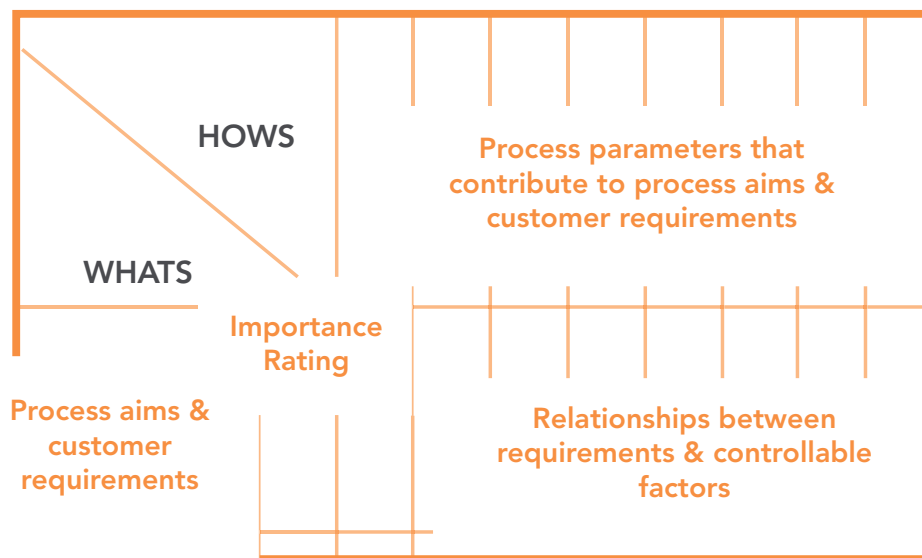 HOWS
Process parameters that
contribute to process aims &
customer requirements
WHATS
Importance
Rating
Process aims &
customer
requirements
Relationships between
requirements & controllable
factors